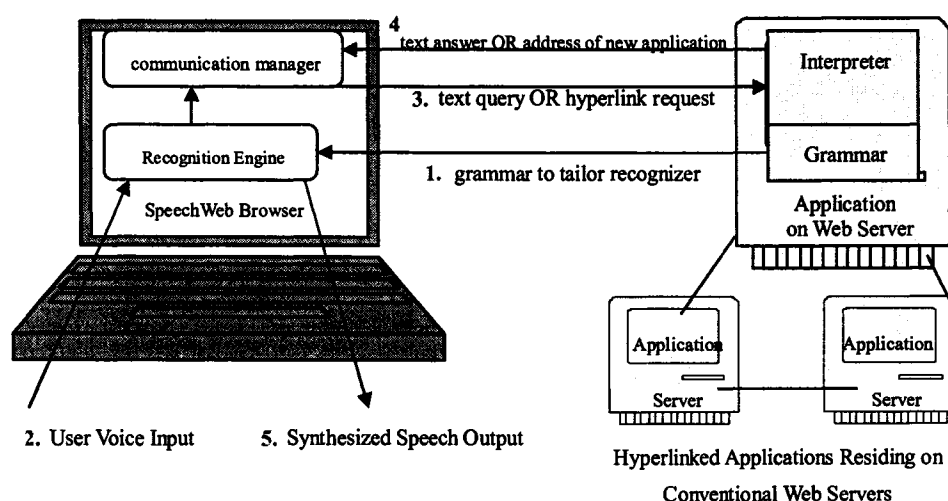 4
text answer OR address of new application
communication manager
Interpreter
3. text query OR hyperlink request
Recognition Engine
Grammar
1. grammar to tailor recognizer
SpeechWeb Browser
Application
on Web Server
Application
Application
Server
Server
2. User Voice Input
5. Synthesized Speech Output
Hyperlinked Applications Residing on
Conventional Web Servers